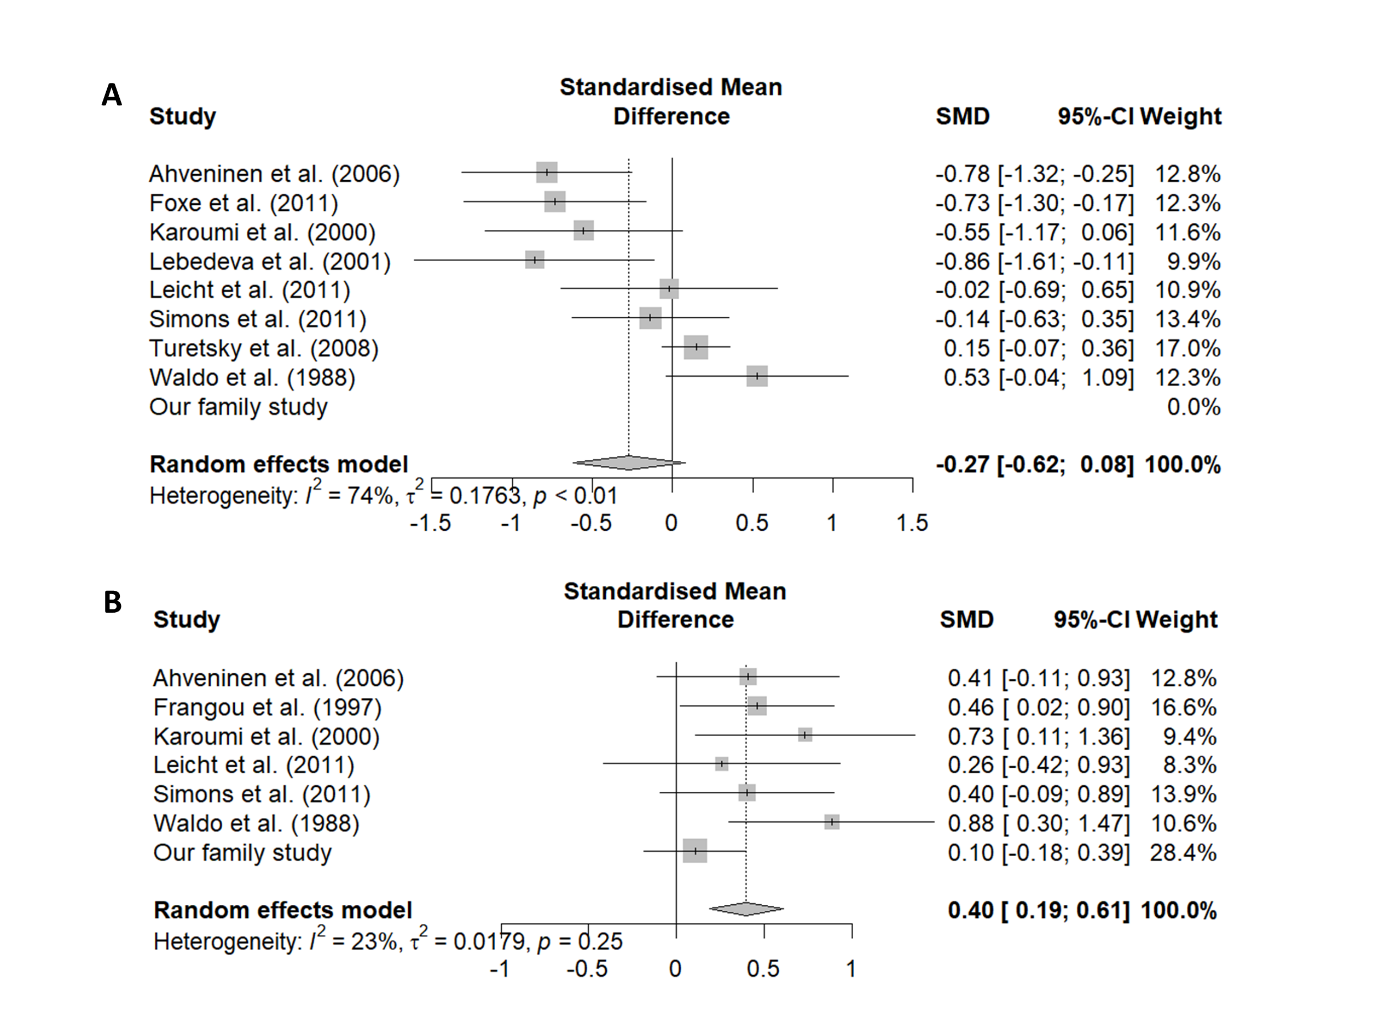 A
Standardised Mean
Study Difference SMD 95%-CI Weight
Ahveninen et al. (2006) -0.78 [-1.32; -0.25] 12.8%
Foxe et al. (2011) -0.73 [-1.30; -0.17] 12.3%
Karoumi et al. (2000) -0.55 [-1.17; 0.06] 11.6%
Lebedeva et al. (2001) -0.86 [-1.61; -0.11] 9.9%
Leicht et al. (2011) -0.02 [-0.69; 0.65] 10.9%
Simons et al. (2011) -0.14 [-0.63; 0.35] 13.4%
Turetsky et al. (2008) 0.15 [-0.07; 0.36] 17.0%
Waldo et al. (1988) 0.53 [-0.04; 1.09] 12.3%
Our family study 0.0%
Random effects model -0.27 [-0.62; 0.08] 100.0%
Heterogeneity: I² = 74%, τ² = 0.1763, p < 0.01
-1.5 -1 -0.5 0 0.5 1 1.5
B
Standardised Mean
Study Difference SMD 95%-CI Weight
Ahveninen et al. (2006) 0.41 [-0.11; 0.93] 12.8%
Frangou et al. (1997) 0.46 [ 0.02; 0.90] 16.6%
Karoumi et al. (2000) 0.73 [ 0.11; 1.36] 9.4%
Leicht et al. (2011) 0.26 [-0.42; 0.93] 8.3%
Simons et al. (2011) 0.40 [-0.09; 0.89] 13.9%
Waldo et al. (1988) 0.88 [ 0.30; 1.47] 10.6%
Our family study 0.10 [-0.18; 0.39] 28.4%
Random effects model 0.40 [ 0.19; 0.61] 100.0%
Heterogeneity: I² = 23%, τ² = 0.0179, p = 0.25
-1 -0.5 0 0.5 1